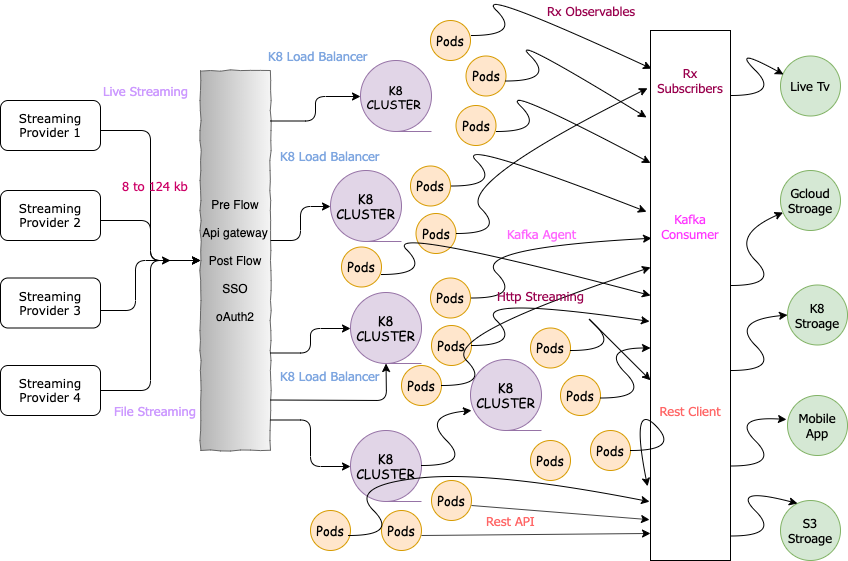 Rx Observables
Pods
K8 Load Balancer
Pods
K8
CLUSTER
Rx
Subscribers
Live Tv
Live Streaming
Streaming
Provider 1
Pods
K8 Load Balancer
8 to 124 kb
Pods
K8
CLUSTER
Gcloud
Stroage
Streaming
Provider 2
Pre Flow
Api gateway
Post Flow
SSO
oAuth2
Pods
Kafka Agent
Kafka
Consumer
Pods
Streaming
Provider 3
Pods
Http Streaming
K8
CLUSTER
K8
Stroage
Pods
Pods
K8 Load Balancer
Pods
K8
CLUSTER
Pods
Streaming
Provider 4
File Streaming
Rest Client
Mobile
App
Pods
Pods
K8
CLUSTER
Pods
Rest API
Pods
Pods
S3
Stroage